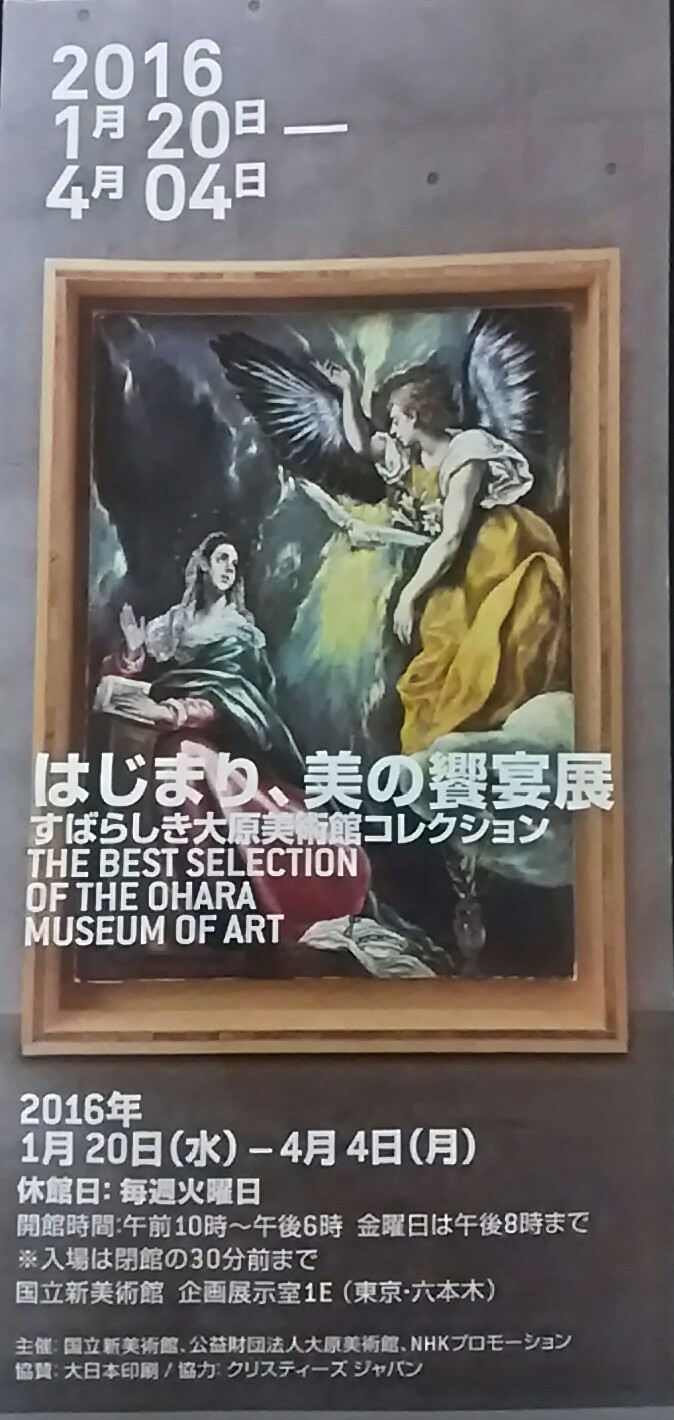 2016
1月 20日 —
4月 04日
はじまり、美の饗宴展
すばらしき大原美術館コレクション
THE BEST SELECTION
OF THE OHARA
MUSEUM OF ART
2016年
1月 20日(水) – 4月 4日(月)
休館日: 毎週火曜日
開館時間:午前10時〜午後6時 金曜日は午後8時まで
※入場は閉館の30分前まで
国立新美術館 企画展示室1E (東京·六本木)
主催: 国立新美術館、公益財団法人大原美術館、NHKプロモーション
協賛: 大日本印刷 / 協力: クリスティーズ ジャパン